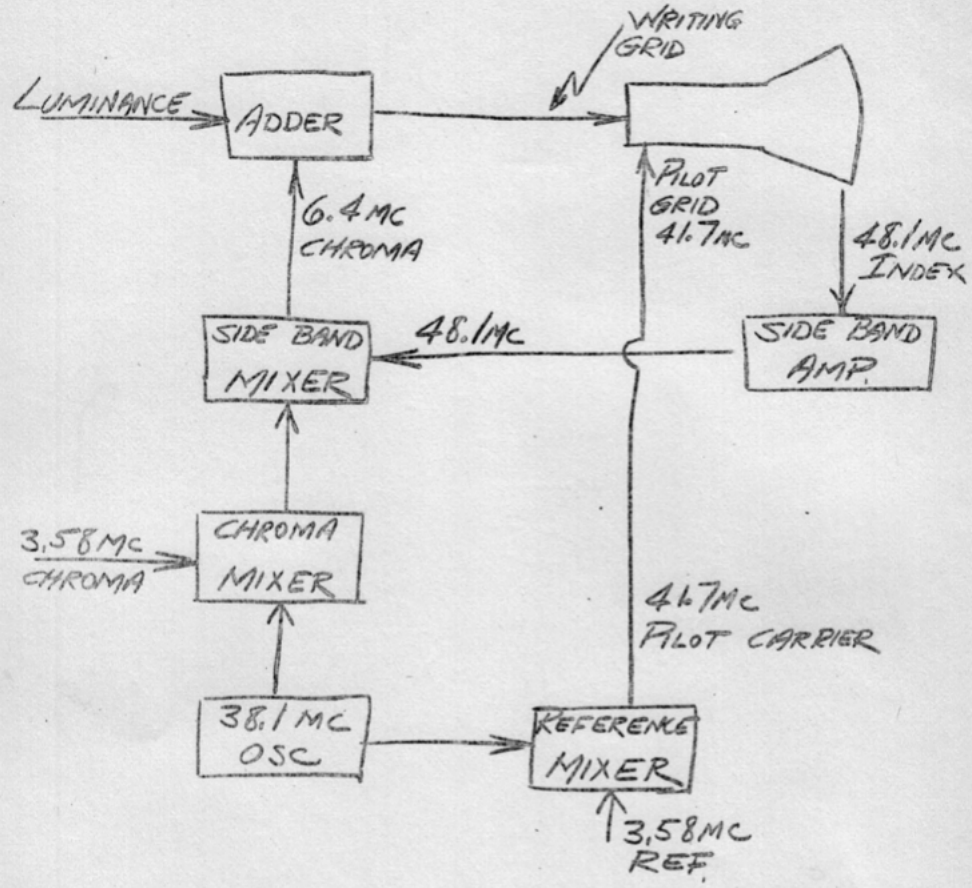 WRITING
GRID
LUMINANCE
ADDER
PILOT
GRID
41.7MC
6.4MC
CHROMA
48.1MC
INDEX
SIDE BAND
MIXER
48.1MC
SIDE BAND
AMP.
3.58MC
CHROMA
CHROMA
MIXER
41.7MC
PILOT CARRIER
38.1MC
OSC
REFERENCE
MIXER
3.58MC
REF.